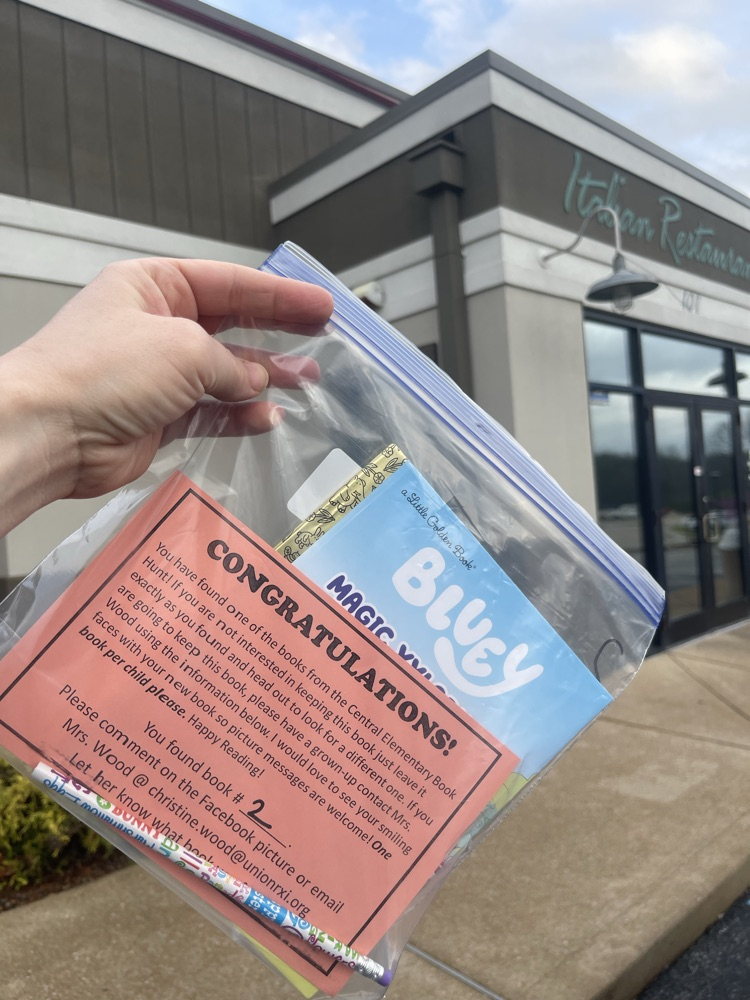 Italian Restaurant
101
a Little Golden Book®
BLUEY
MAGIC XYLO
CONGRATULATIONS!
You have found one of the books from the Central Elementary Book
Hunt! If you are not interested in keeping this book just leave it
exactly as you found and head out to look for a different one. If you
are going to keep this book, please have a grown-up contact Mrs.
Wood using the information below. I would love to see your smiling
faces with your new book so picture messages are welcome! One
book per child please. Happy Reading!
You found book # 2.
Please comment on the Facebook picture or email
Mrs. Wood @ christine.wood@unionrxi.org
Let her know what book
BUNNY